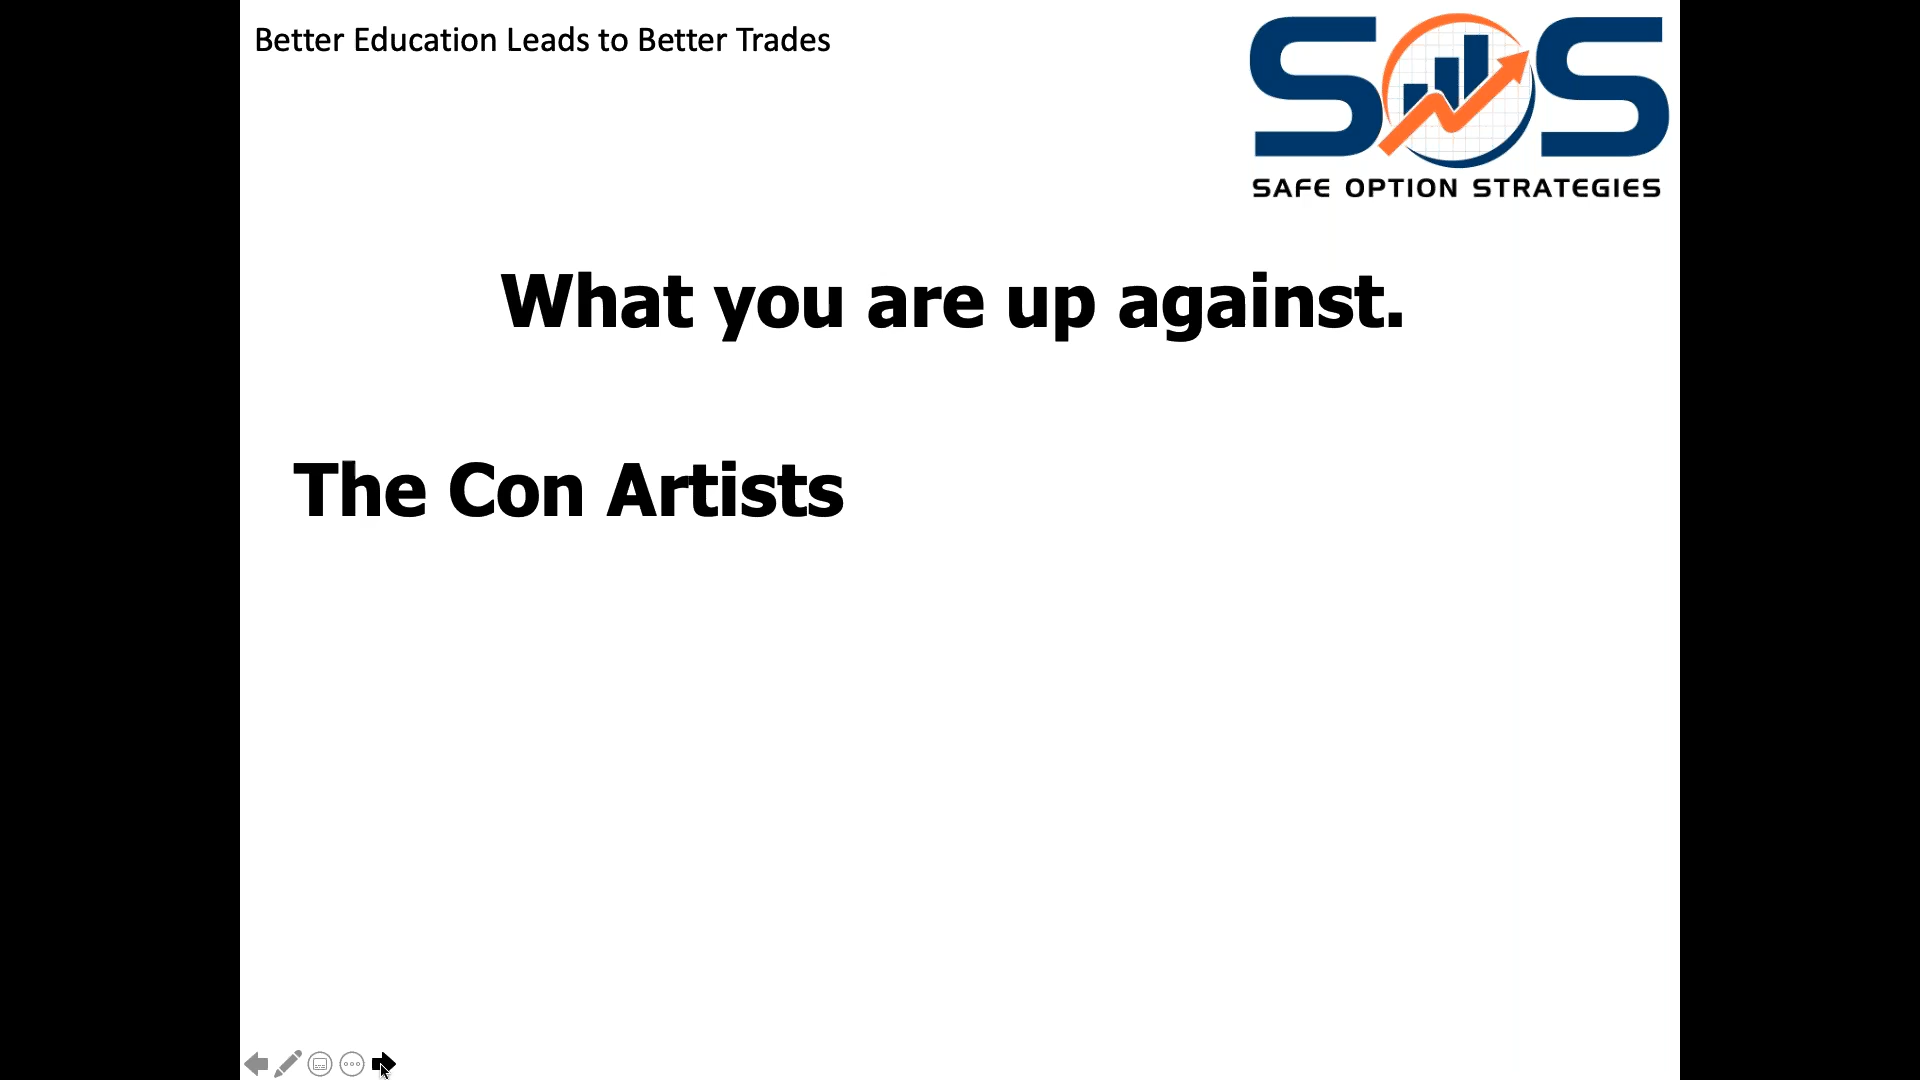 Better Education Leads to Better Trades
SOS
SAFE OPTION STRATEGIES
What you are up against.
The Con Artists